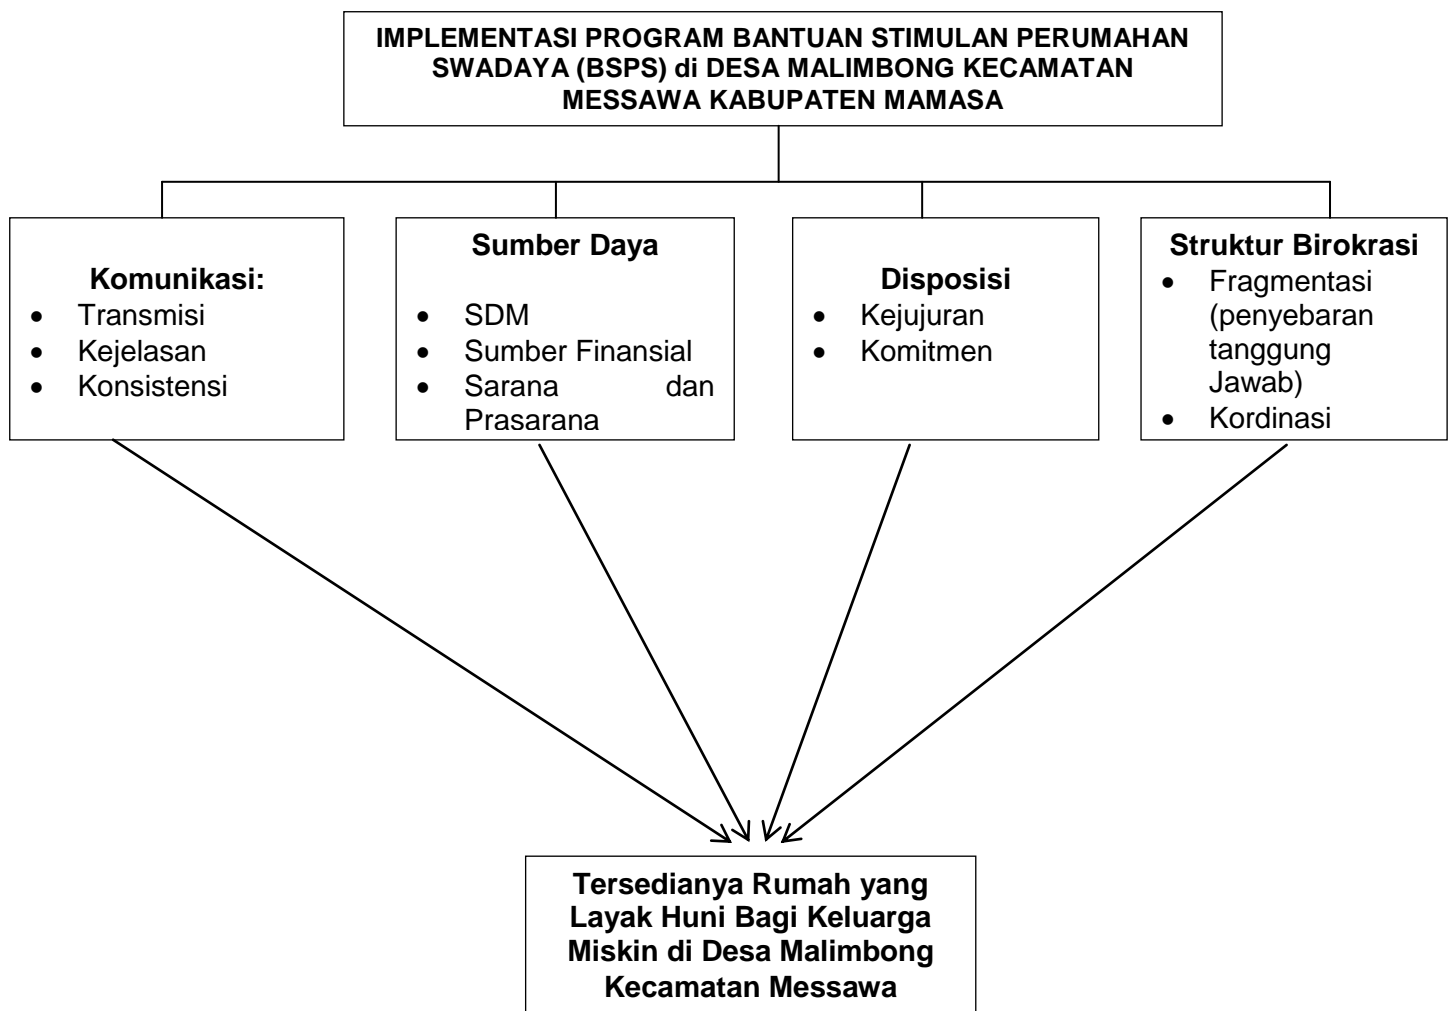 IMPLEMENTASI PROGRAM BANTUAN STIMULAN PERUMAHAN
SWADAYA (BSPS) di DESA MALIMBONG KECAMATAN
MESSAWA KABUPATEN MAMASA
Komunikasi:
• Transmisi
• Kejelasan
• Konsistensi
Sumber Daya
• SDM
• Sumber Finansial
• Sarana dan
Prasarana
Disposisi
• Kejujuran
• Komitmen
Struktur Birokrasi
• Fragmentasi
(penyebaran
tanggung
Jawab)
• Kordinasi
Tersedianya Rumah yang
Layak Huni Bagi Keluarga
Miskin di Desa Malimbong
Kecamatan Messawa